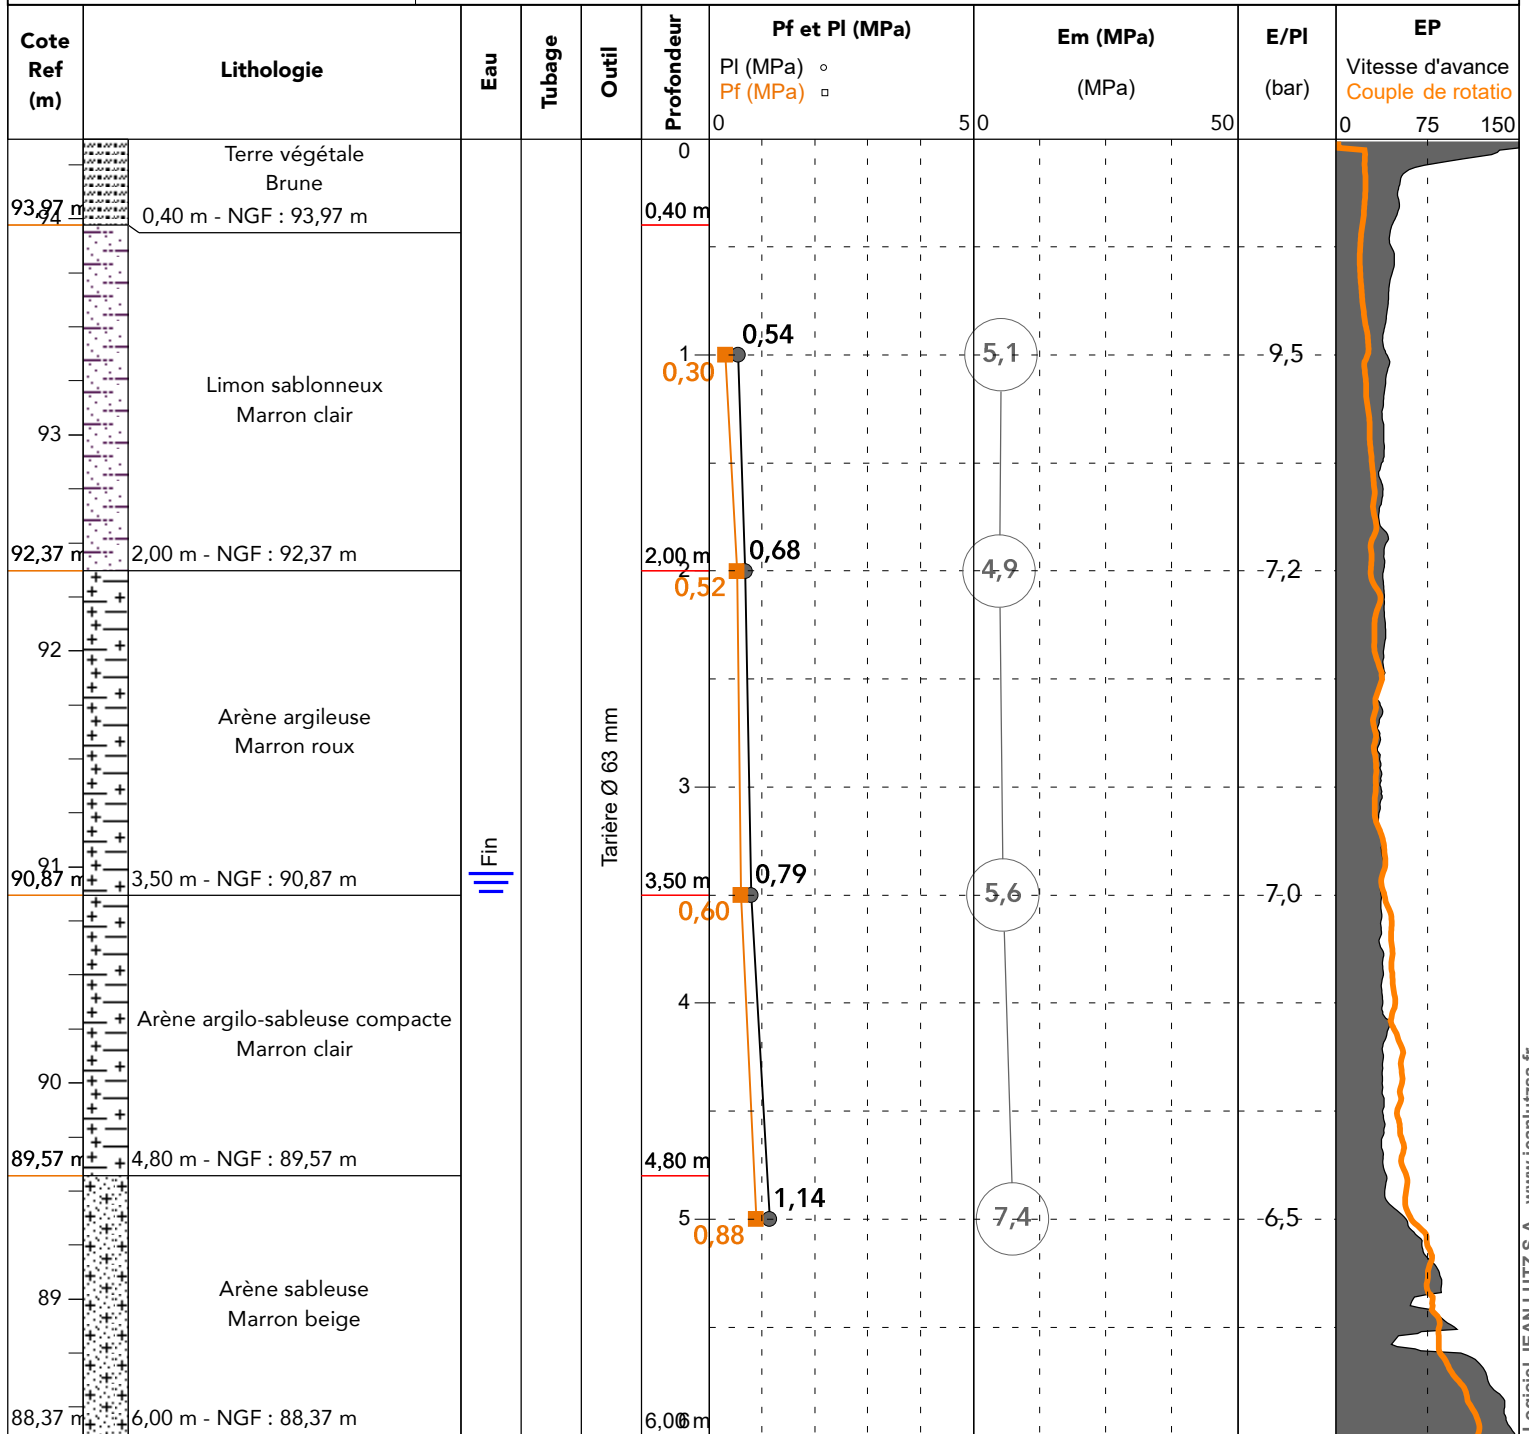 Cote
Ref
(m)
Lithologie
Eau
Tubage
Outil
Profondeur
Pf et Pl (MPa)
Pl (MPa)
Pf (MPa)
0 5
Em (MPa)
(MPa)
0 50
E/Pl
(bar)
EP
Vitesse d'avance
Couple de rotatio
0 75 150
Terre végétale
Brune
93,97 m
94
0,40 m - NGF : 93,97 m
0
0,40 m
Limon sablonneux
Marron clair
93
1
0,54
0,30
5,1
9,5
92,37 m
2,00 m - NGF : 92,37 m
2,00 m
2
0,68
0,52
4,9
7,2
92
Arène argileuse
Marron roux
Tarière Ø 63 mm
3
91
90,87 m
3,50 m - NGF : 90,87 m
Fin
3,50 m
0,79
0,60
5,6
7,0
4
Arène argilo-sableuse compacte
Marron clair
90
89,57 m
4,80 m - NGF : 89,57 m
4,80 m
5
1,14
0,88
7,4
6,5
Arène sableuse
Marron beige
89
88,37 m
6,00 m - NGF : 88,37 m
6,00 m
6